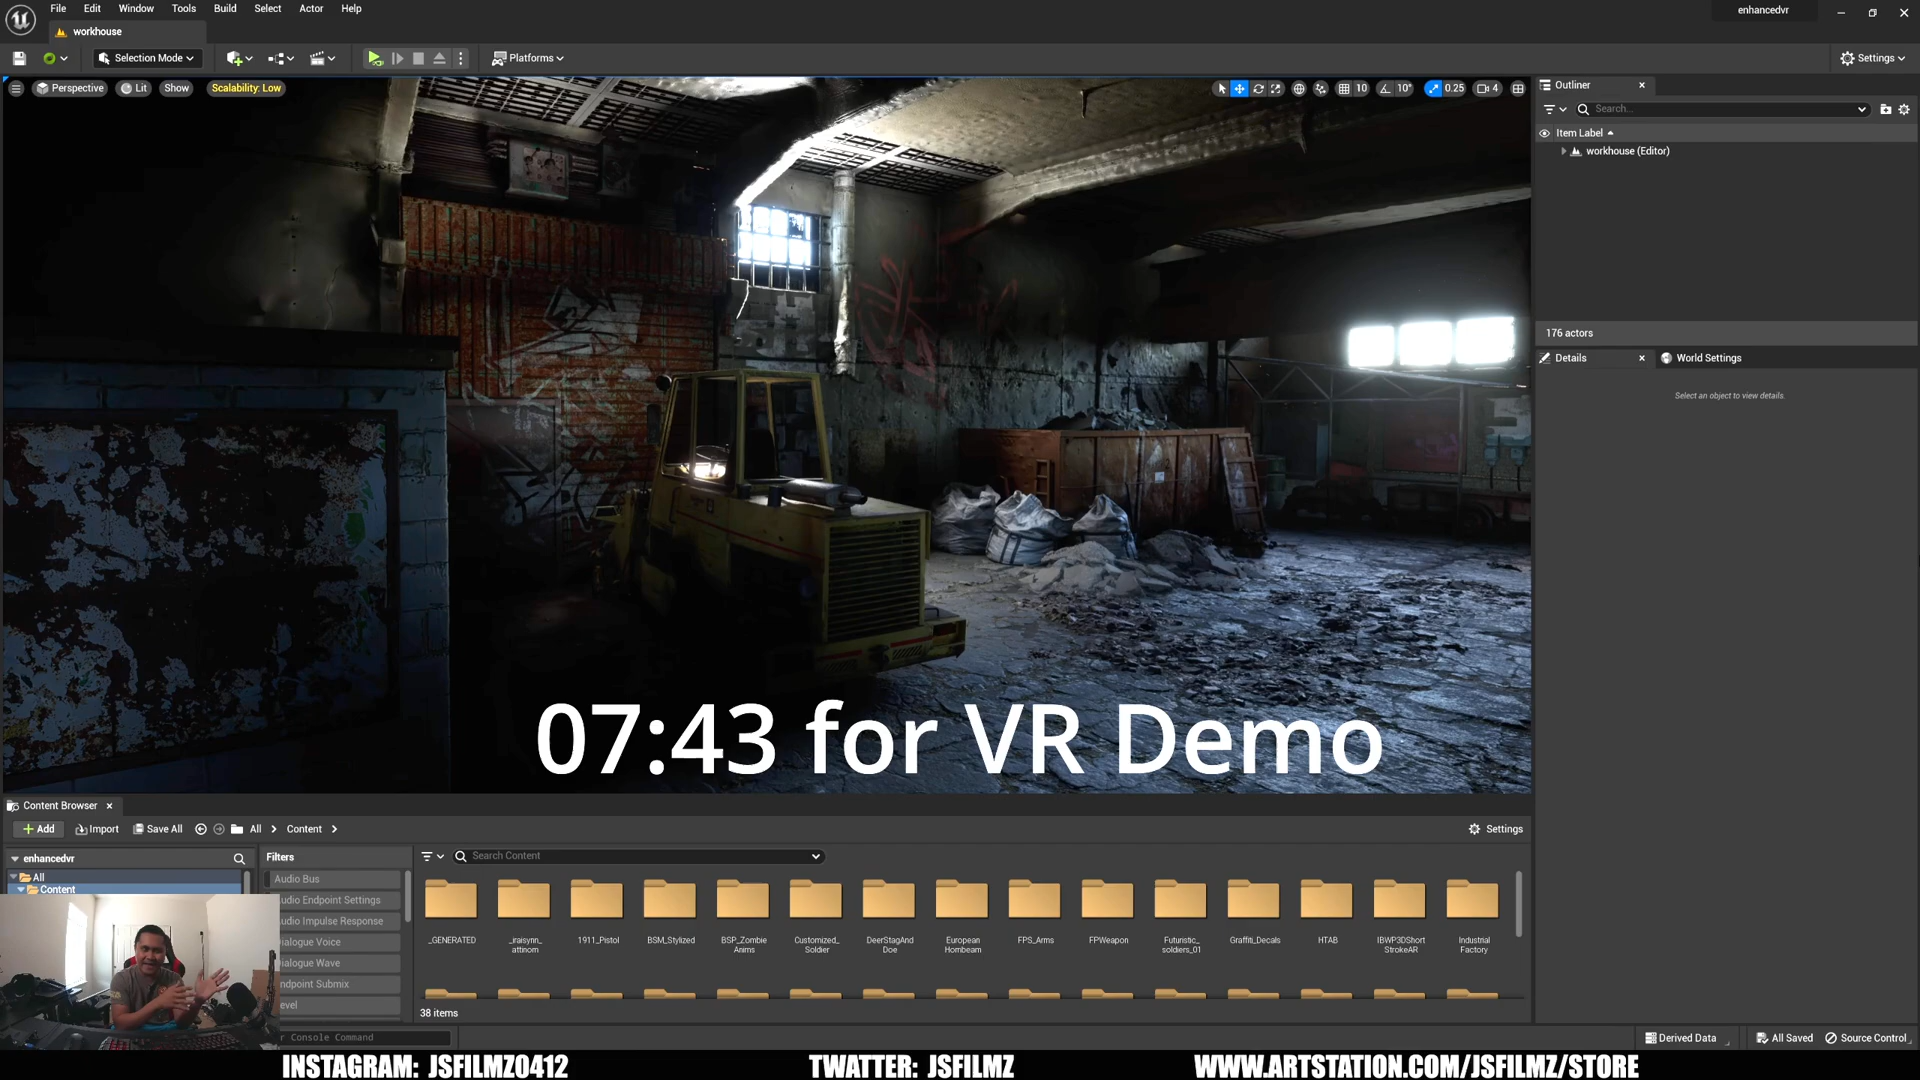 File Edit Window Tools Build Select Actor Help
enhancedvr
workhouse
Selection Mode
Platforms
Settings
Perspective Lit Show Scalability: Low
10 10° 0.25 4
Outliner
Search...
Item Label
workhouse (Editor)
176 actors
Details World Settings
Select an object to view details.
07:43 for VR Demo
Content Browser
Add Import Save All All Content Settings
enhancedvr
All
Content
Filters
Audio Bus
Audio Endpoint Settings
Audio Impulse Response
Dialogue Voice
ialogue Wave
ndpoint Submix
evel
Search Content
_GENERATED
_iraisynn_
attinom
1911_Pistol
BSM_Stylized
BSP_Zombie
Anims
Customized_
Soldier
DeerStagAnd
Doe
European
Hornbeam
FPS_Arms
FPWeapon
Futuristic_
soldiers_01
Graffiti_Decals
HTAB
IBWP3DShort
StrokeAR
Industrial
Factory
38 items
r Console Command
Derived Data All Saved Source Control
INSTAGRAM: JSFILMZ0412 TWATTER: JSFILMZ WWW.ARTSTATION.COM/JSFILMZ/STORE